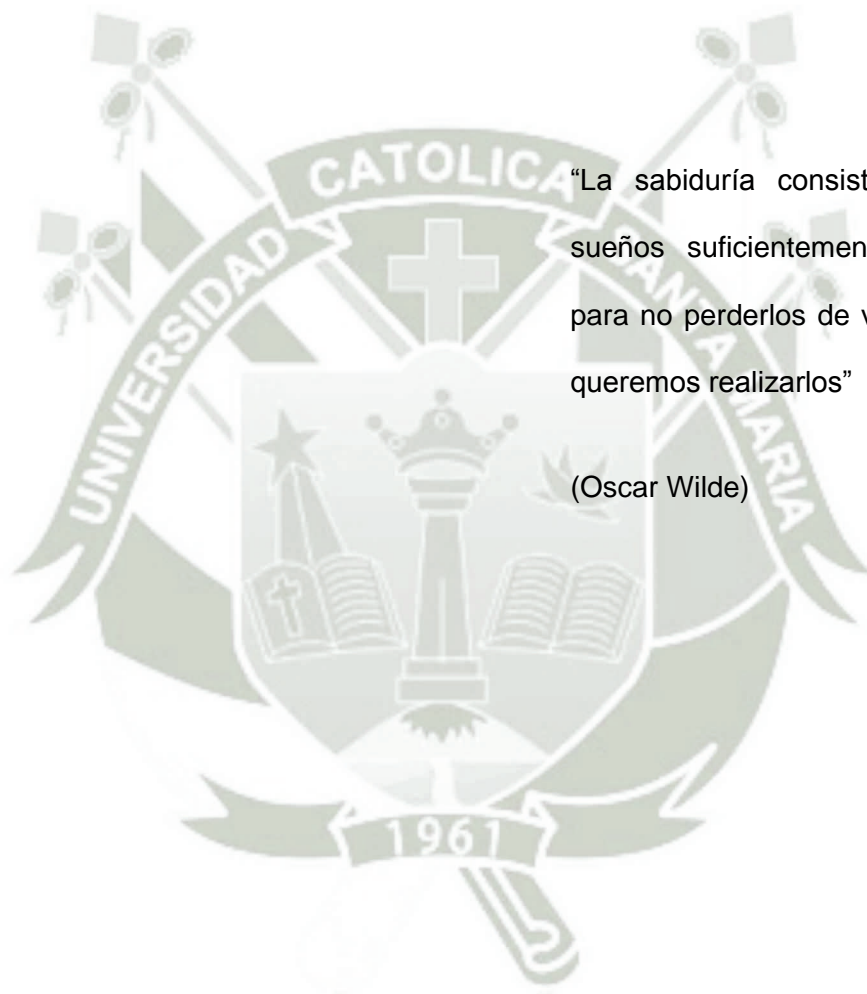 UNIVERSIDAD CATOLICA SANTA MARIA
“La sabiduría consist
sueños suficientemen
para no perderlos de v
queremos realizarlos”
(Oscar Wilde)
1961